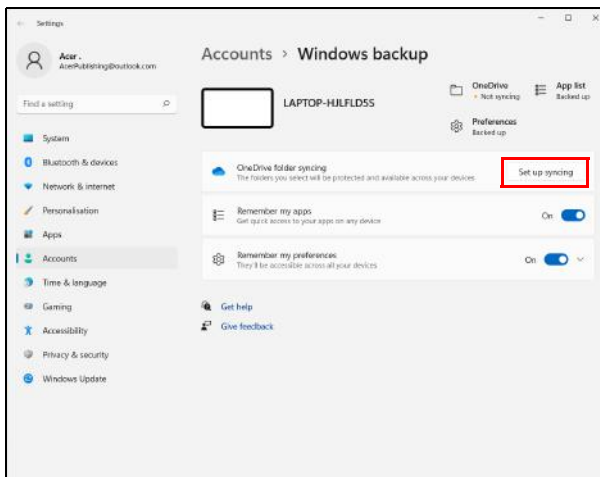 Settings
Acer .
AcerPublishing@outlook.com
Find a setting
System
Bluetooth & devices
Network & internet
Personalisation
Apps
Accounts
Time & language
Gaming
Accessibility
Privacy & security
Windows Update
Accounts > Windows backup
LAPTOP-HJLFLD5S
OneDrive
• Not syncing
App list
Backed up
Preferences
Backed up
OneDrive folder syncing
The folders you select will be protected and available across your devices
Set up syncing
Remember my apps
Get quick access to your apps on any device
On
Remember my preferences
They'll be accessible across all your devices
On
Get help
Give feedback